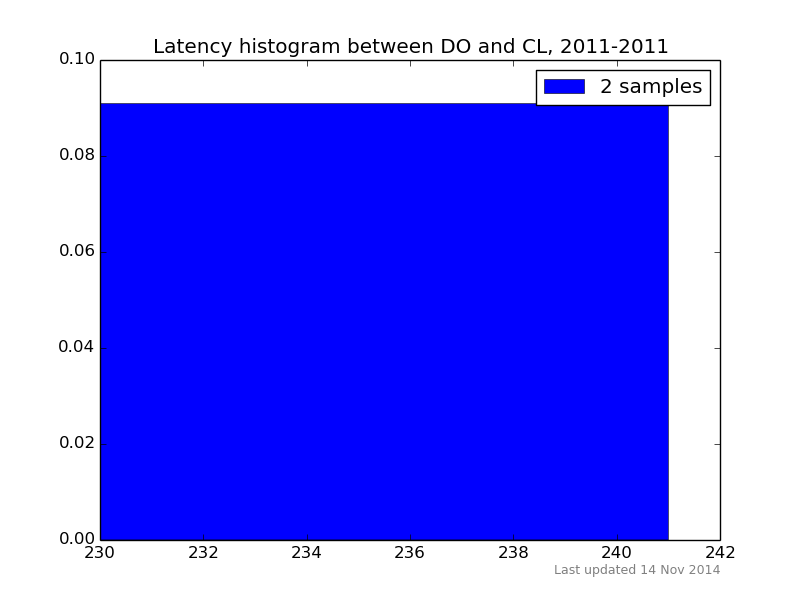 Latency histogram between DO and CL, 2011-2011
2 samples
0.10
0.08
0.06
0.04
0.02
0.00
230 232 234 236 238 240 242
Last updated 14 Nov 2014